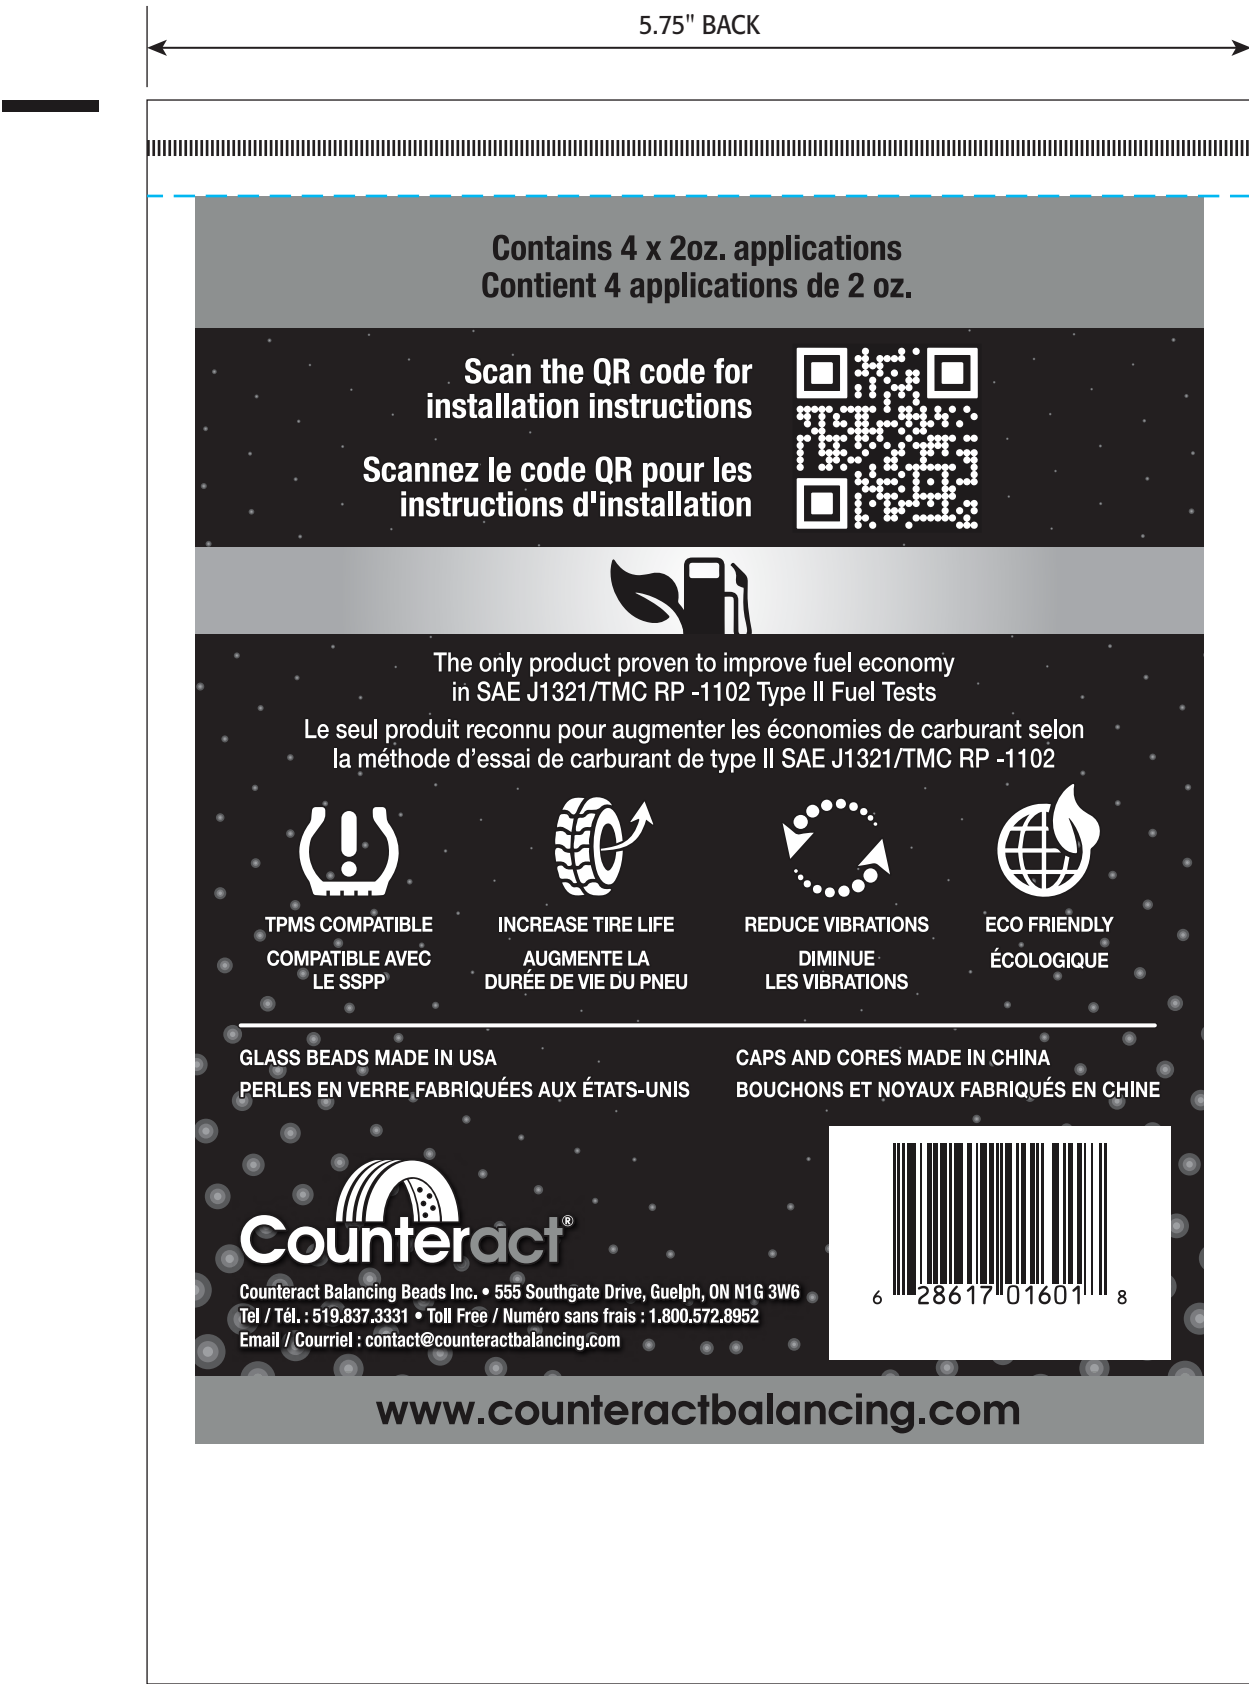 5.75" BACK
Contains 4 x 2oz. applications
Contient 4 applications de 2 oz.
Scan the QR code for
installation instructions
Scannez le code QR pour les
instructions d'installation
The only product proven to improve fuel economy
in SAE J1321/TMC RP -1102 Type II Fuel Tests
Le seul produit reconnu pour augmenter les économies de carburant selon
la méthode d’essai de carburant de type II SAE J1321/TMC RP -1102
TPMS COMPATIBLE
COMPATIBLE AVEC
LE SSPP
INCREASE TIRE LIFE
AUGMENTE LA
DURÉE DE VIE DU PNEU
REDUCE VIBRATIONS
DIMINUE
LES VIBRATIONS
ECO FRIENDLY
ÉCOLOGIQUE
GLASS BEADS MADE IN USA
PERLES EN VERRE FABRIQUÉES AUX ÉTATS-UNIS
CAPS AND CORES MADE IN CHINA
BOUCHONS ET NOYAUX FABRIQUÉS EN CHINE
Counteract®
Counteract Balancing Beads Inc. • 555 Southgate Drive, Guelph, ON N1G 3W6
Tel / Tél. : 519.837.3331 • Toll Free / Numéro sans frais : 1.800.572.8952
Email / Courriel : contact@counteractbalancing.com
6 28617 01601 8
www.counteractbalancing.com